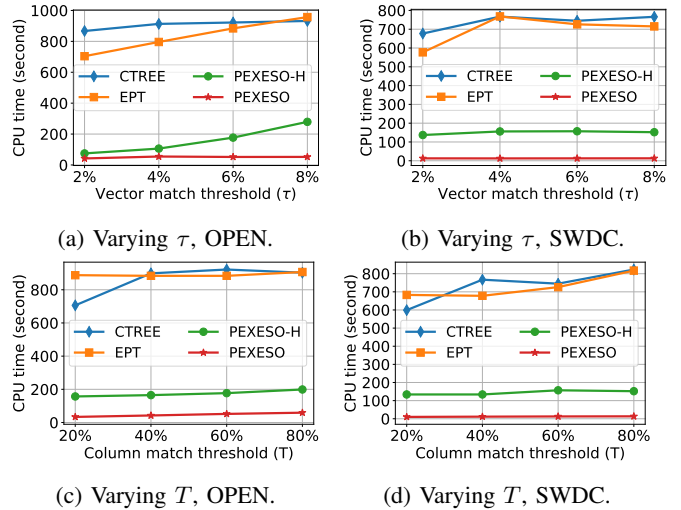 1000
800
600
400
200
0
CPU time (second)
CTREE
EPT
PEXESO-H
PEXESO
2%
4%
6%
8%
Vector match threshold (τ)
(a) Varying τ, OPEN.
800
700
600
500
400
300
200
100
0
CPU time (second)
CTREE
EPT
PEXESO-H
PEXESO
2%
4%
6%
8%
Vector match threshold (τ)
(b) Varying τ, SWDC.
800
600
400
200
0
CPU time (second)
CTREE
EPT
PEXESO-H
PEXESO
20%
40%
60%
80%
Column match threshold (T)
(c) Varying T, OPEN.
800
700
600
500
400
300
200
100
0
CPU time (second)
CTREE
EPT
PEXESO-H
PEXESO
20%
40%
60%
80%
Column match threshold (T)
(d) Varying T, SWDC.